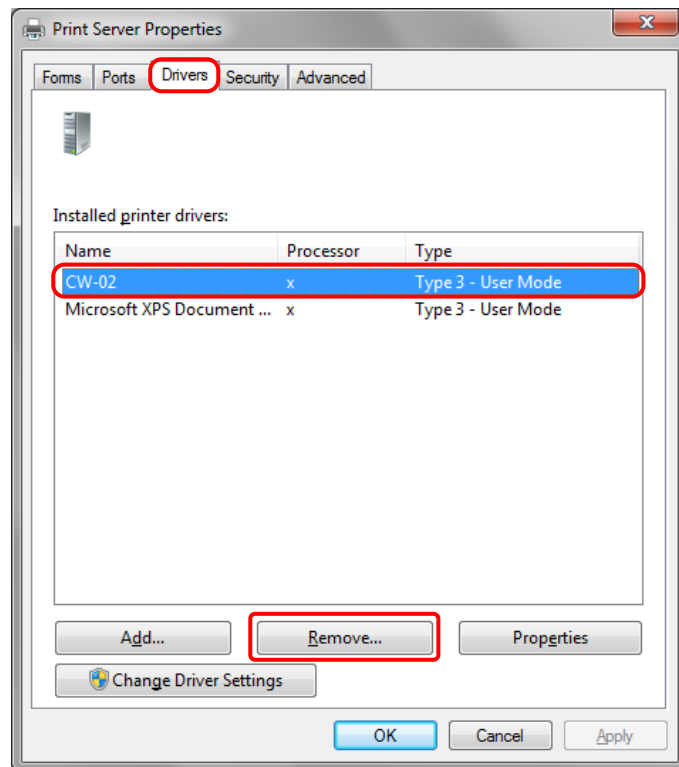 Print Server Properties
x
Forms Ports Drivers Security Advanced
Installed printer drivers:
Name Processor Type
CW-02 x Type 3 - User Mode
Microsoft XPS Document ... x Type 3 - User Mode
Add... Remove... Properties
Change Driver Settings
OK Cancel Apply